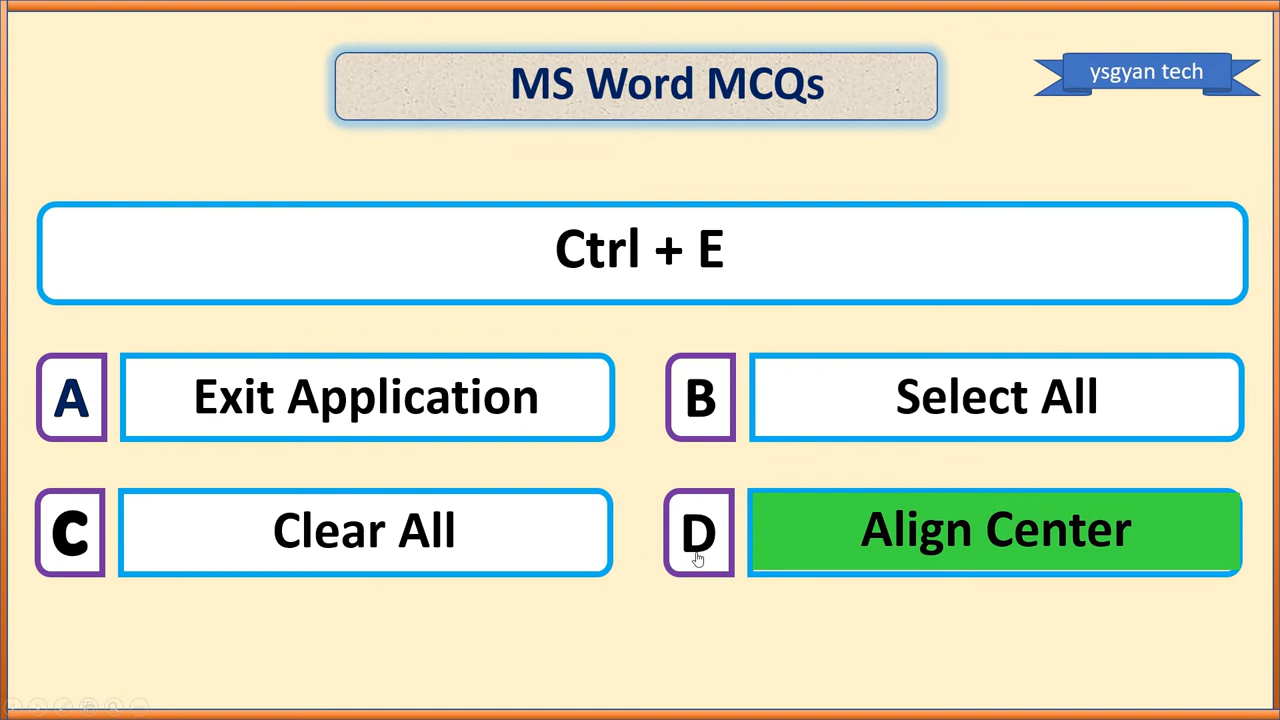 MS Word MCQs
ysgyan tech
Ctrl + E
A
Exit Application
B
Select All
C
Clear All
D
Align Center